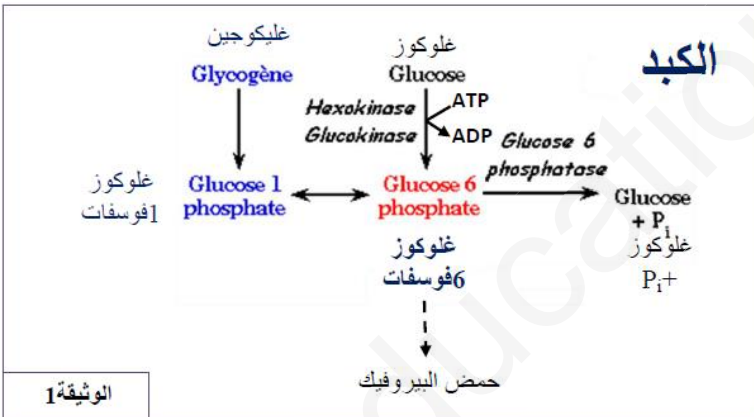 الكبد
غليكوجين
Glycogène
غلوكوز
Glucose
Hexokinase
Glucokinase
ATP
ADP
Glucose 6
phosphatase
غلوكوز
1فوسفات
Glucose 1
phosphate
Glucose 6
phosphate
غلوكوز
6فوسفات
Glucose
+ Pi
غلوكوز
Pi+
حمض البيروفيك
الوثيقة1